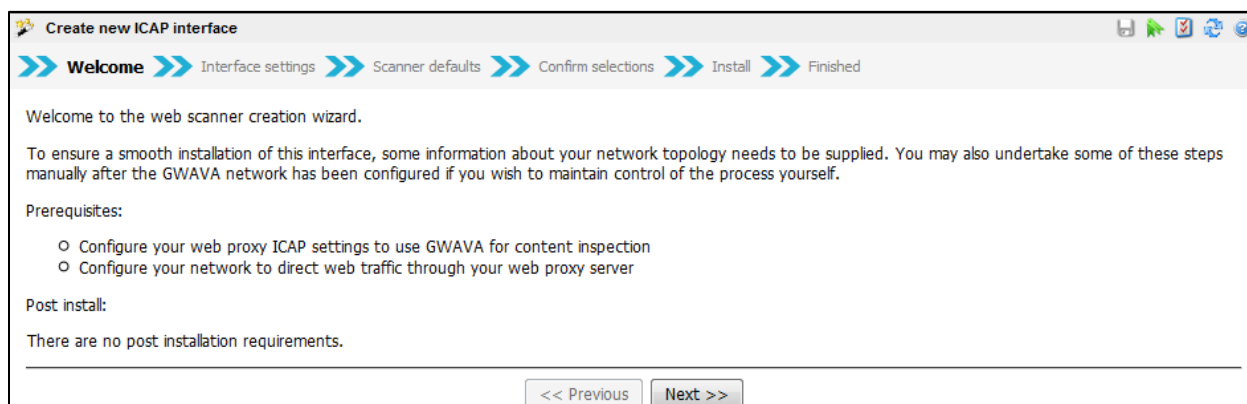 Create new ICAP interface
Welcome Interface settings Scanner defaults Confirm selections Install Finished
Welcome to the web scanner creation wizard.
To ensure a smooth installation of this interface, some information about your network topology needs to be supplied. You may also undertake some of these steps
manually after the GWAVA network has been configured if you wish to maintain control of the process yourself.
Prerequisites:
Configure your web proxy ICAP settings to use GWAVA for content inspection
Configure your network to direct web traffic through your web proxy server
Post install:
There are no post installation requirements.
<< Previous Next >>